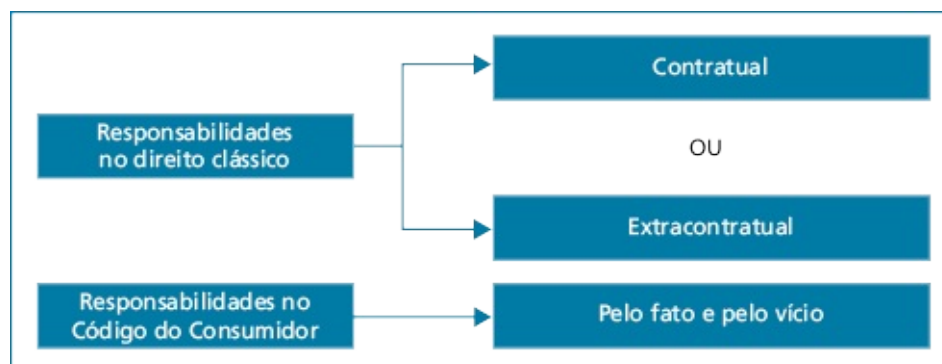 Contratual
Responsabilidades
no direito clássico
OU
Extracontratual
Responsabilidades no
Código do Consumidor
Pelo fato e pelo vício